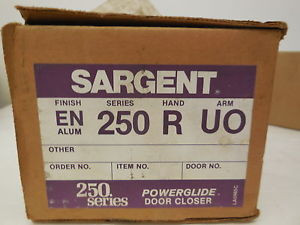 SARGENT
FINISH SERIES HAND ARM
EN ALUM 250 R UO
OTHER
ORDER NO. ITEM NO. DOOR NO.
250 series POWERGLIDE DOOR CLOSER